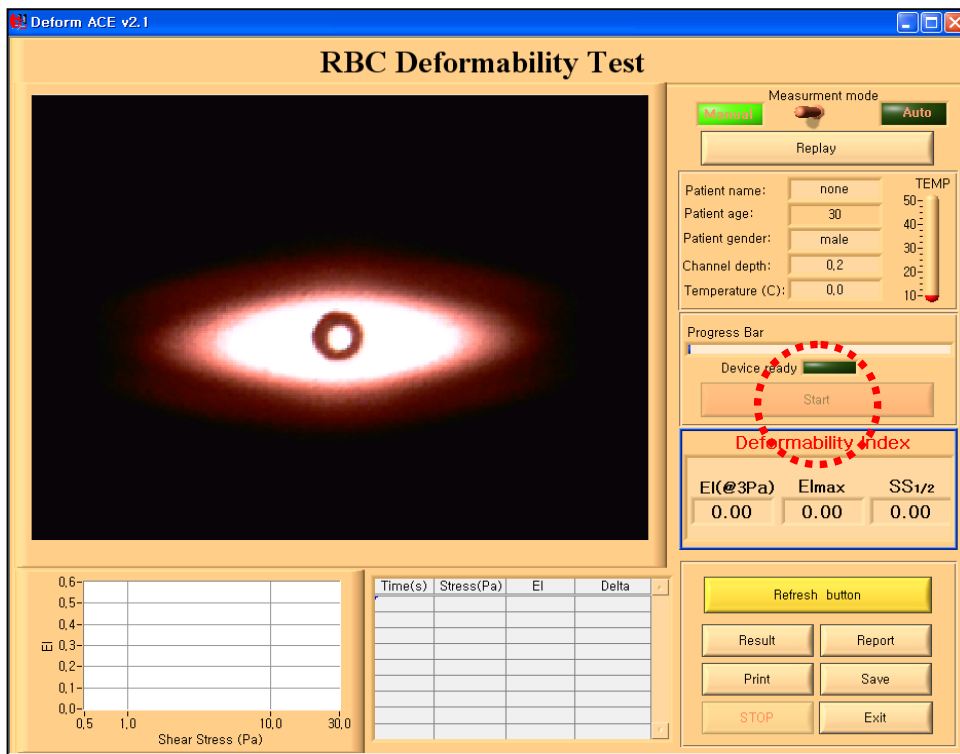 Deform ACE v2.1
RBC Deformability Test
Measurment mode
Manual
Auto
Replay
Patient name: none
Patient age: 30
Patient gender: male
Channel depth: 0,2
Temperature (C): 0,0
TEMP
50
40
30
20
10
Progress Bar
Device ready
Start
Deformability Index
EI(@3Pa) EImax SS1/2
0.00 0.00 0.00
0,6
0,5
0,4
0,3
0,2
0,1
0,0
EI
0,5 1,0 10,0 30,0
Shear Stress (Pa)
Time(s) Stress(Pa) EI Delta
Refresh button
Result Report
Print Save
STOP Exit